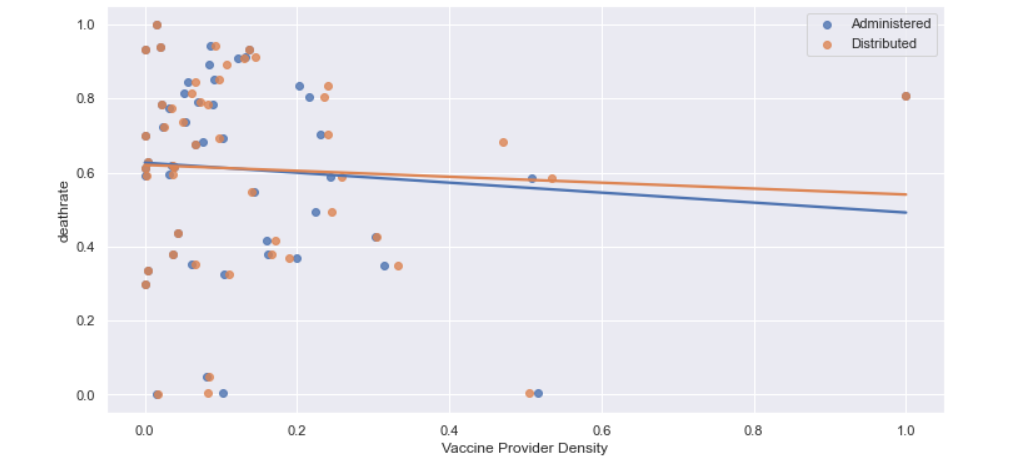 Administered
Distributed
1.0
0.8
0.6
0.4
0.2
0.0
deathrate
0.0 0.2 0.4 0.6 0.8 1.0
Vaccine Provider Density